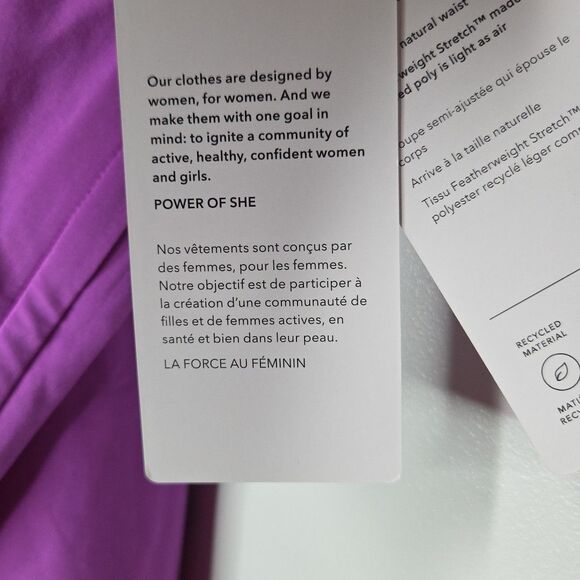 Our clothes are designed by
women, for women. And we
make them with one goal in
mind: to ignite a community of
active, healthy, confident women
and girls.
POWER OF SHE
Nos vêtements sont conçus par
des femmes, pour les femmes.
Notre objectif est de participer à
la création d'une communauté de
filles et de femmes actives, en
santé et bien dans leur peau.
LA FORCE AU FÉMININ
natural waist
weight Stretch™ made
ed poly is light as air
oupe semi-ajustée qui épouse le
corps
Arrive à la taille naturelle
Tissu Featherweight Stretch™
polyester recyclé léger com
RECYCLED
MATERIAL
MATI
REC